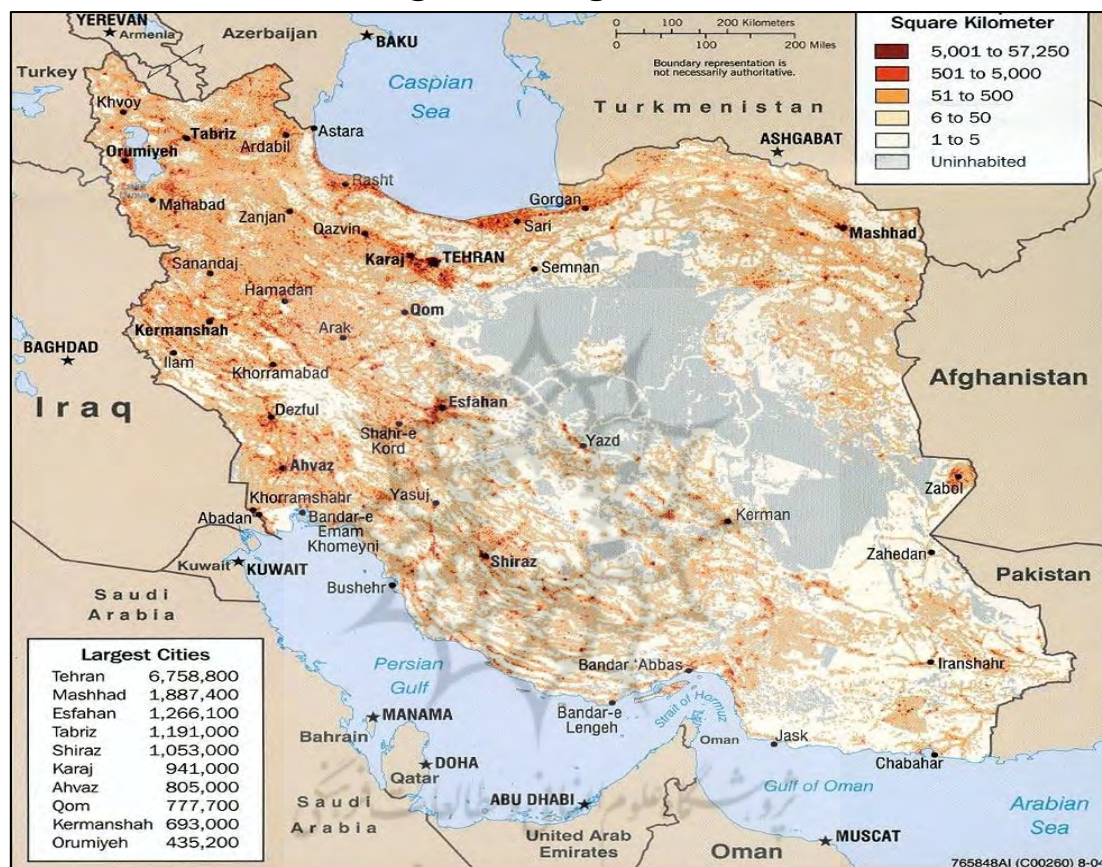 YEREVAN
Armenia
Azerbaijan
BAKU
Turkey
Caspian
Sea
0 100 200 Kilometers
0 100 200 Miles
Boundary representation is
not necessarily authoritative.
Turkmenistan
ASHGABAT
Square Kilometer
5,001 to 57,250
501 to 5,000
51 to 500
6 to 50
1 to 5
Uninhabited
Khvoy
Tabriz
Ardabil
Astara
Orumiyeh
Rasht
Mahabad
Zanjan
Qazvin
Gorgan
Sari
Mashhad
Karaj
TEHRAN
Semnan
Sanandaj
Hamadan
Qom
Kermanshah
Arak
BAGHDAD
Ilam
Khorramabad
Afghanistan
Iraq
Dezful
Esfahan
Shahr-e
Kord
Yazd
Ahvaz
Zabol
Khorramshahr
Yasuj
Abadan
Bandar-e
Emam
Khomeyni
Kerman
Zahedan
Kuwait
KUWAIT
Shiraz
Pakistan
Saudi
Arabia
Bushehr
Largest Cities
Tehran 6,758,800
Mashhad 1,887,400
Esfahan 1,266,100
Tabriz 1,191,000
Shiraz 1,053,000
Karaj 941,000
Ahvaz 805,000
Qom 777,700
Kermanshah 693,000
Orumiyeh 435,200
Persian
Gulf
Bandar 'Abbas
Iranshahr
Bandar-e
Lengeh
Strait of Hormuz
MANAMA
Bahrain
Oman
Jask
Chabahar
DOHA
Qatar
Gulf of Oman
Saudi
Arabia
ABU DHABI
Arabian
Sea
United Arab
Emirates
MUSCAT
Oman
765848AI (C00260) 8-0
پژوهشگاه علوم انسانی و مطالعات فرهنگی